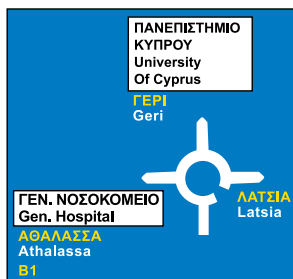 ΠΑΝΕΠΙΣΤΗΜΙΟ
ΚΥΠΡΟΥ
University
Of Cyprus
ΓΕΡΙ
Geri
ΛΑΤΣΙΑ
Latsia
ΓΕΝ. ΝΟΣΟΚΟΜΕΙΟ
Gen. Hospital
ΑΘΑΛΑΣΣΑ
Athalassa
B1